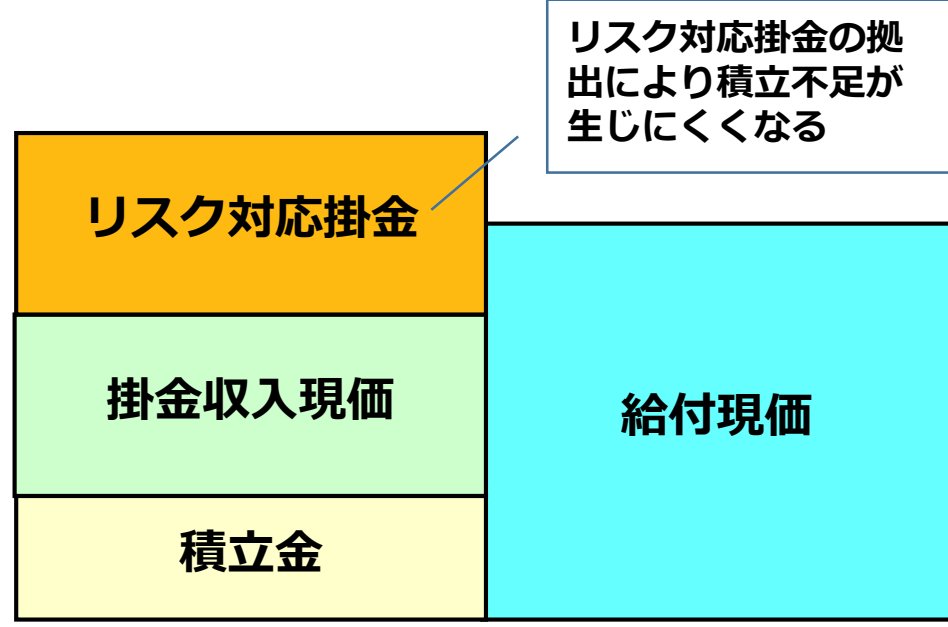 リスク対応掛金の拠
出により積立不足が
生じにくくなる
リスク対応掛金
掛金収入現価
給付現価
積立金